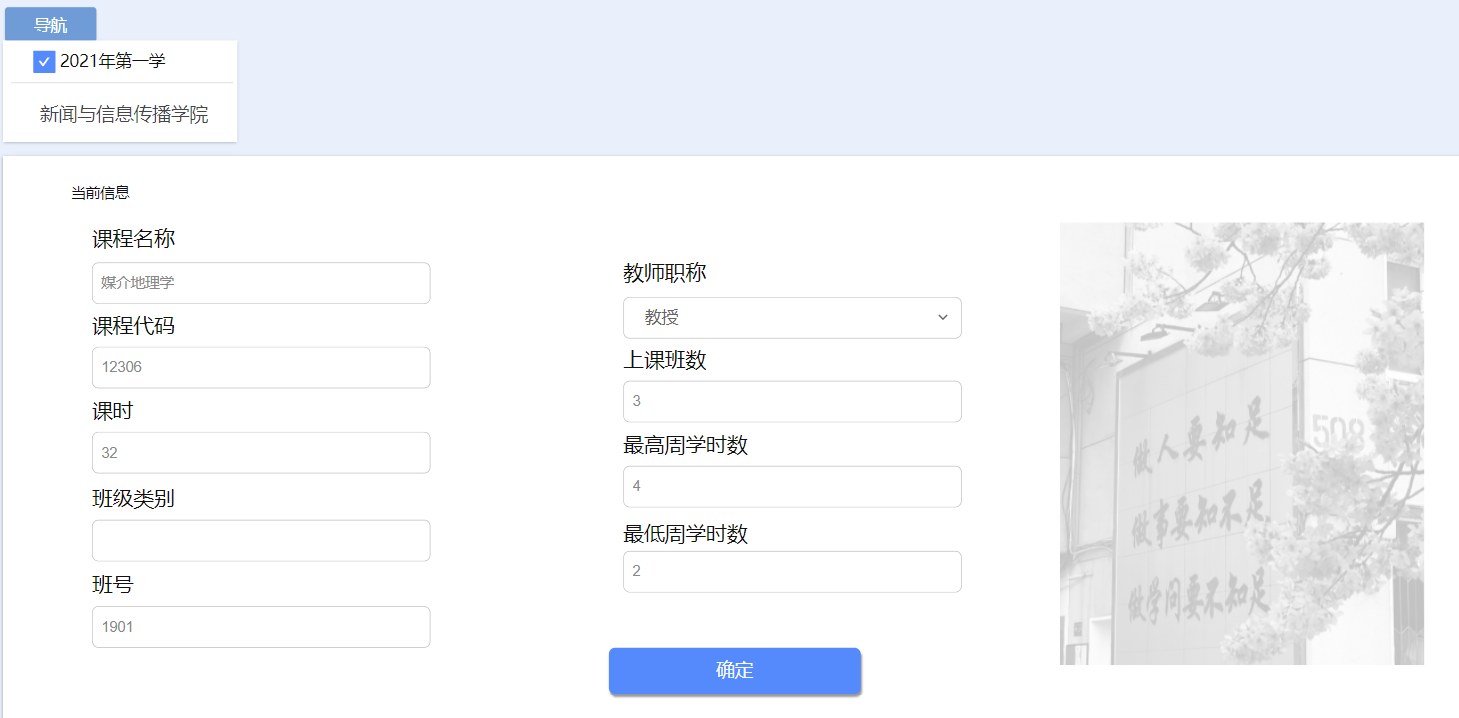 导航
2021年第一学
新闻与信息传播学院
当前信息
课程名称
媒介地理学
课程代码
12306
课时
32
班级类别
班号
1901
教师职称
教授
上课班数
3
最高周学时数
4
最低周学时数
2
确定
做人要知足
做事要知不足
做学问要不知足
508